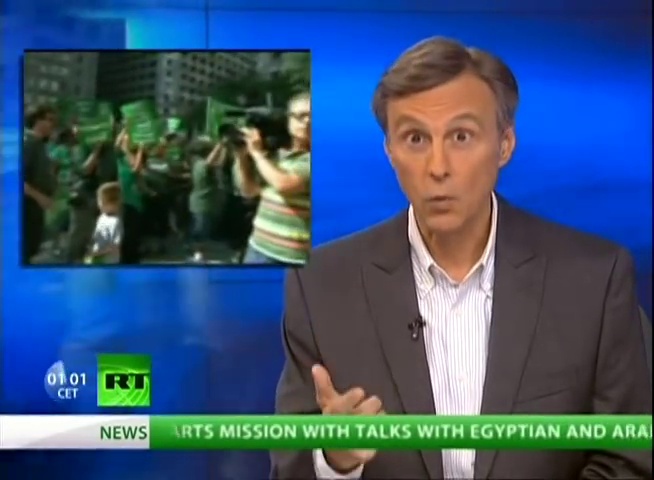 01 01
CET
RT
NEWS
ARTS MISSION WITH TALKS WITH EGYPTIAN AND ARA